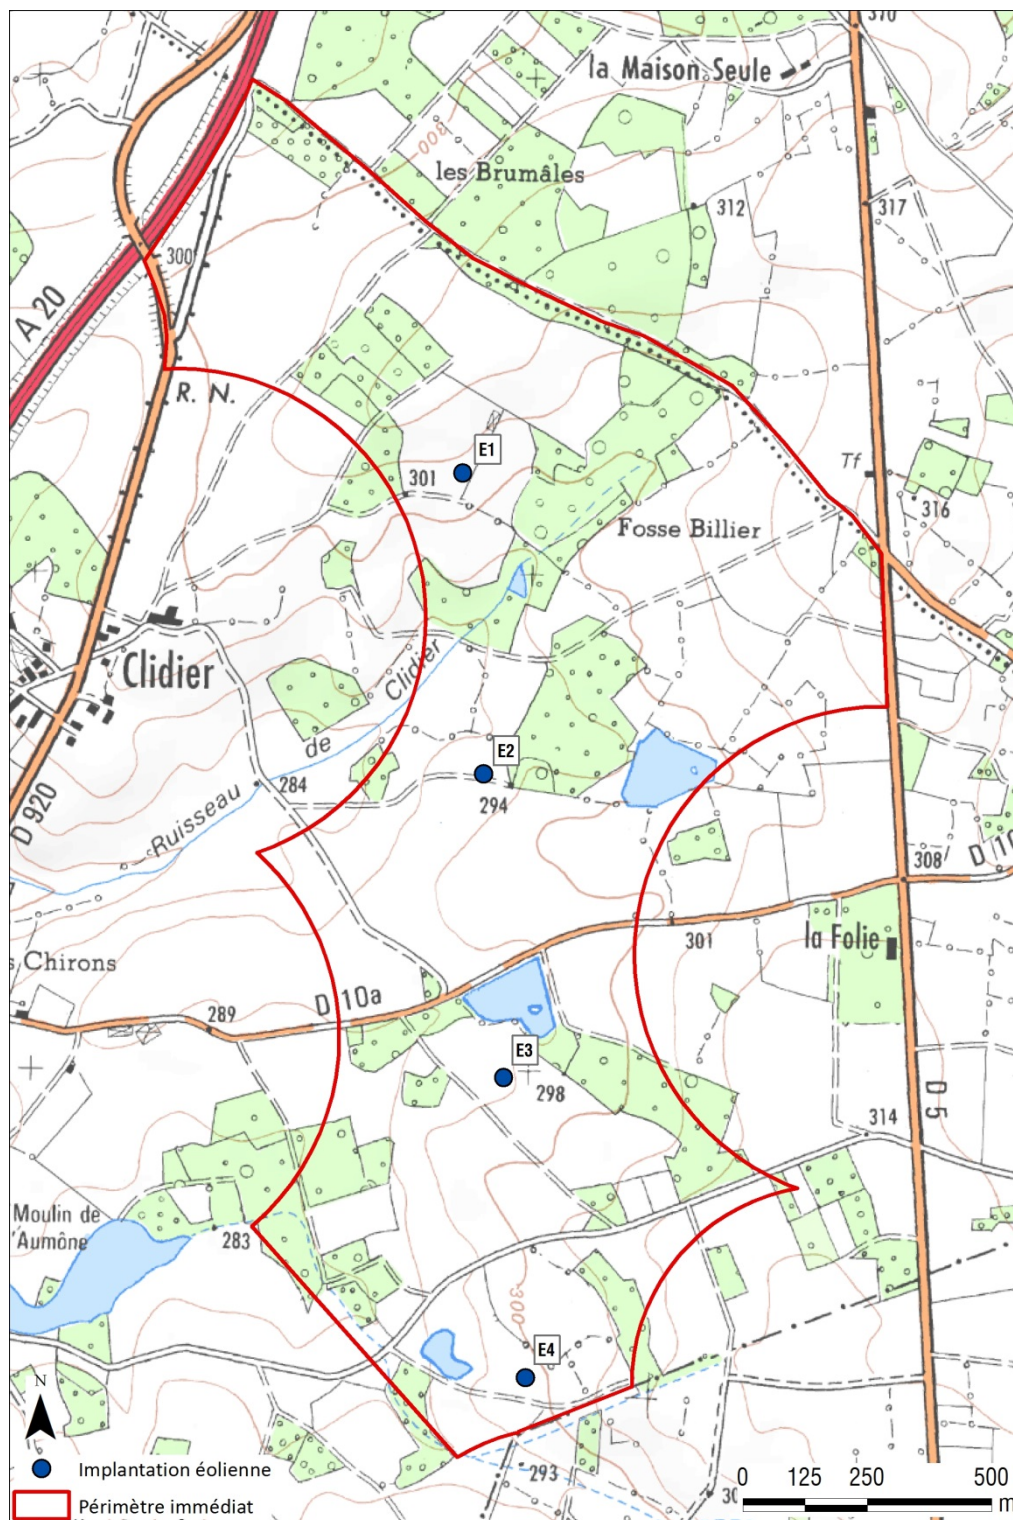 310
la Maison Seule
300
les Brumâles
312
317
300
A 20
R. N.
E1
Tf
301
316
Fosse Billier
Clidier
Clidier
de
E2
284
294
Ruisseau
D 920
308
301
la Folie
s Chirons
D 10a
289
E3
298
D 5
314
Moulin de
l'Aumône
283
300
E4
N
Implantation éolienne
293
0 125 250 500
m
Périmètre immédiat